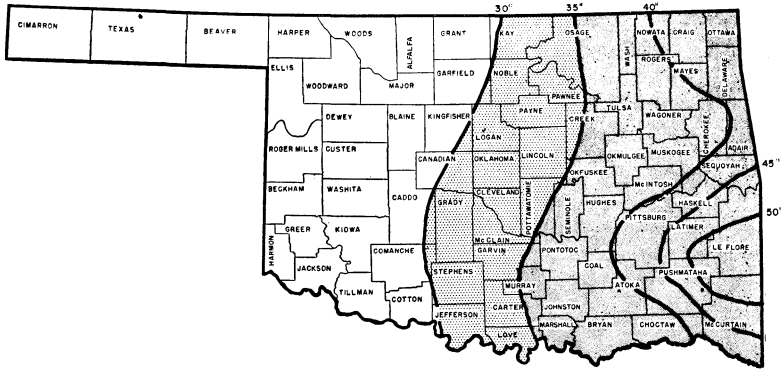 30" 35" 40"
CIMARRON TEXAS BEAVER HARPER WOODS ALFALFA GRANT KAY OSAGE WASH NOWATA CRAIG OTTAWA
ROGERS
ELLIS WOODWARD MAJOR GARFIELD NOBLE PAWNEE MAYES DELAWARE
DEWEY BLAINE KINGFISHER LOGAN PAYNE CREEK TULSA WAGONER CHEROKEE ADAIR
ROGER MILLS CUSTER CANADIAN OKLAHOMA LINCOLN OKMULGEE MUSKOGEE SEQUOYAH 45"
OKFUSKEE McINTOSH
BECKHAM WASHITA CADDO GRADY CLEVELAND POTTAWATOMIE SEMINOLE HUGHES PITTSBURG HASKELL 50"
LATIMER
HARMON GREER KIOWA COMANCHE McCLAIN GARVIN PONTOTOC COAL LE FLORE
JACKSON STEPHENS MURRAY ATOKA PUSHMATAHA
TILLMAN COTTON JEFFERSON CARTER JOHNSTON
LOVE MARSHALL BRYAN CHOCTAW McCURTAIN